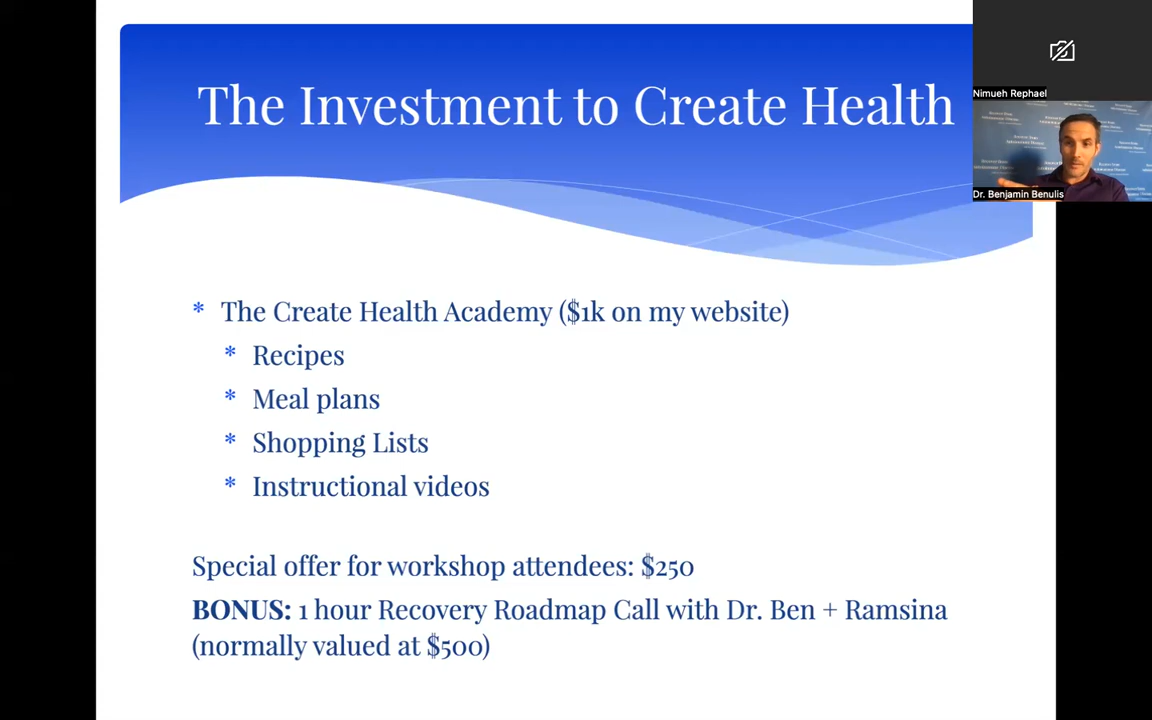 The Investment to Create Health
Nimueh Rephael
Dr. Benjamin Benulis
* The Create Health Academy ($1k on my website)
* Recipes
* Meal plans
* Shopping Lists
* Instructional videos
Special offer for workshop attendees: $250
BONUS: 1 hour Recovery Roadmap Call with Dr. Ben + Ramsina
(normally valued at $500)